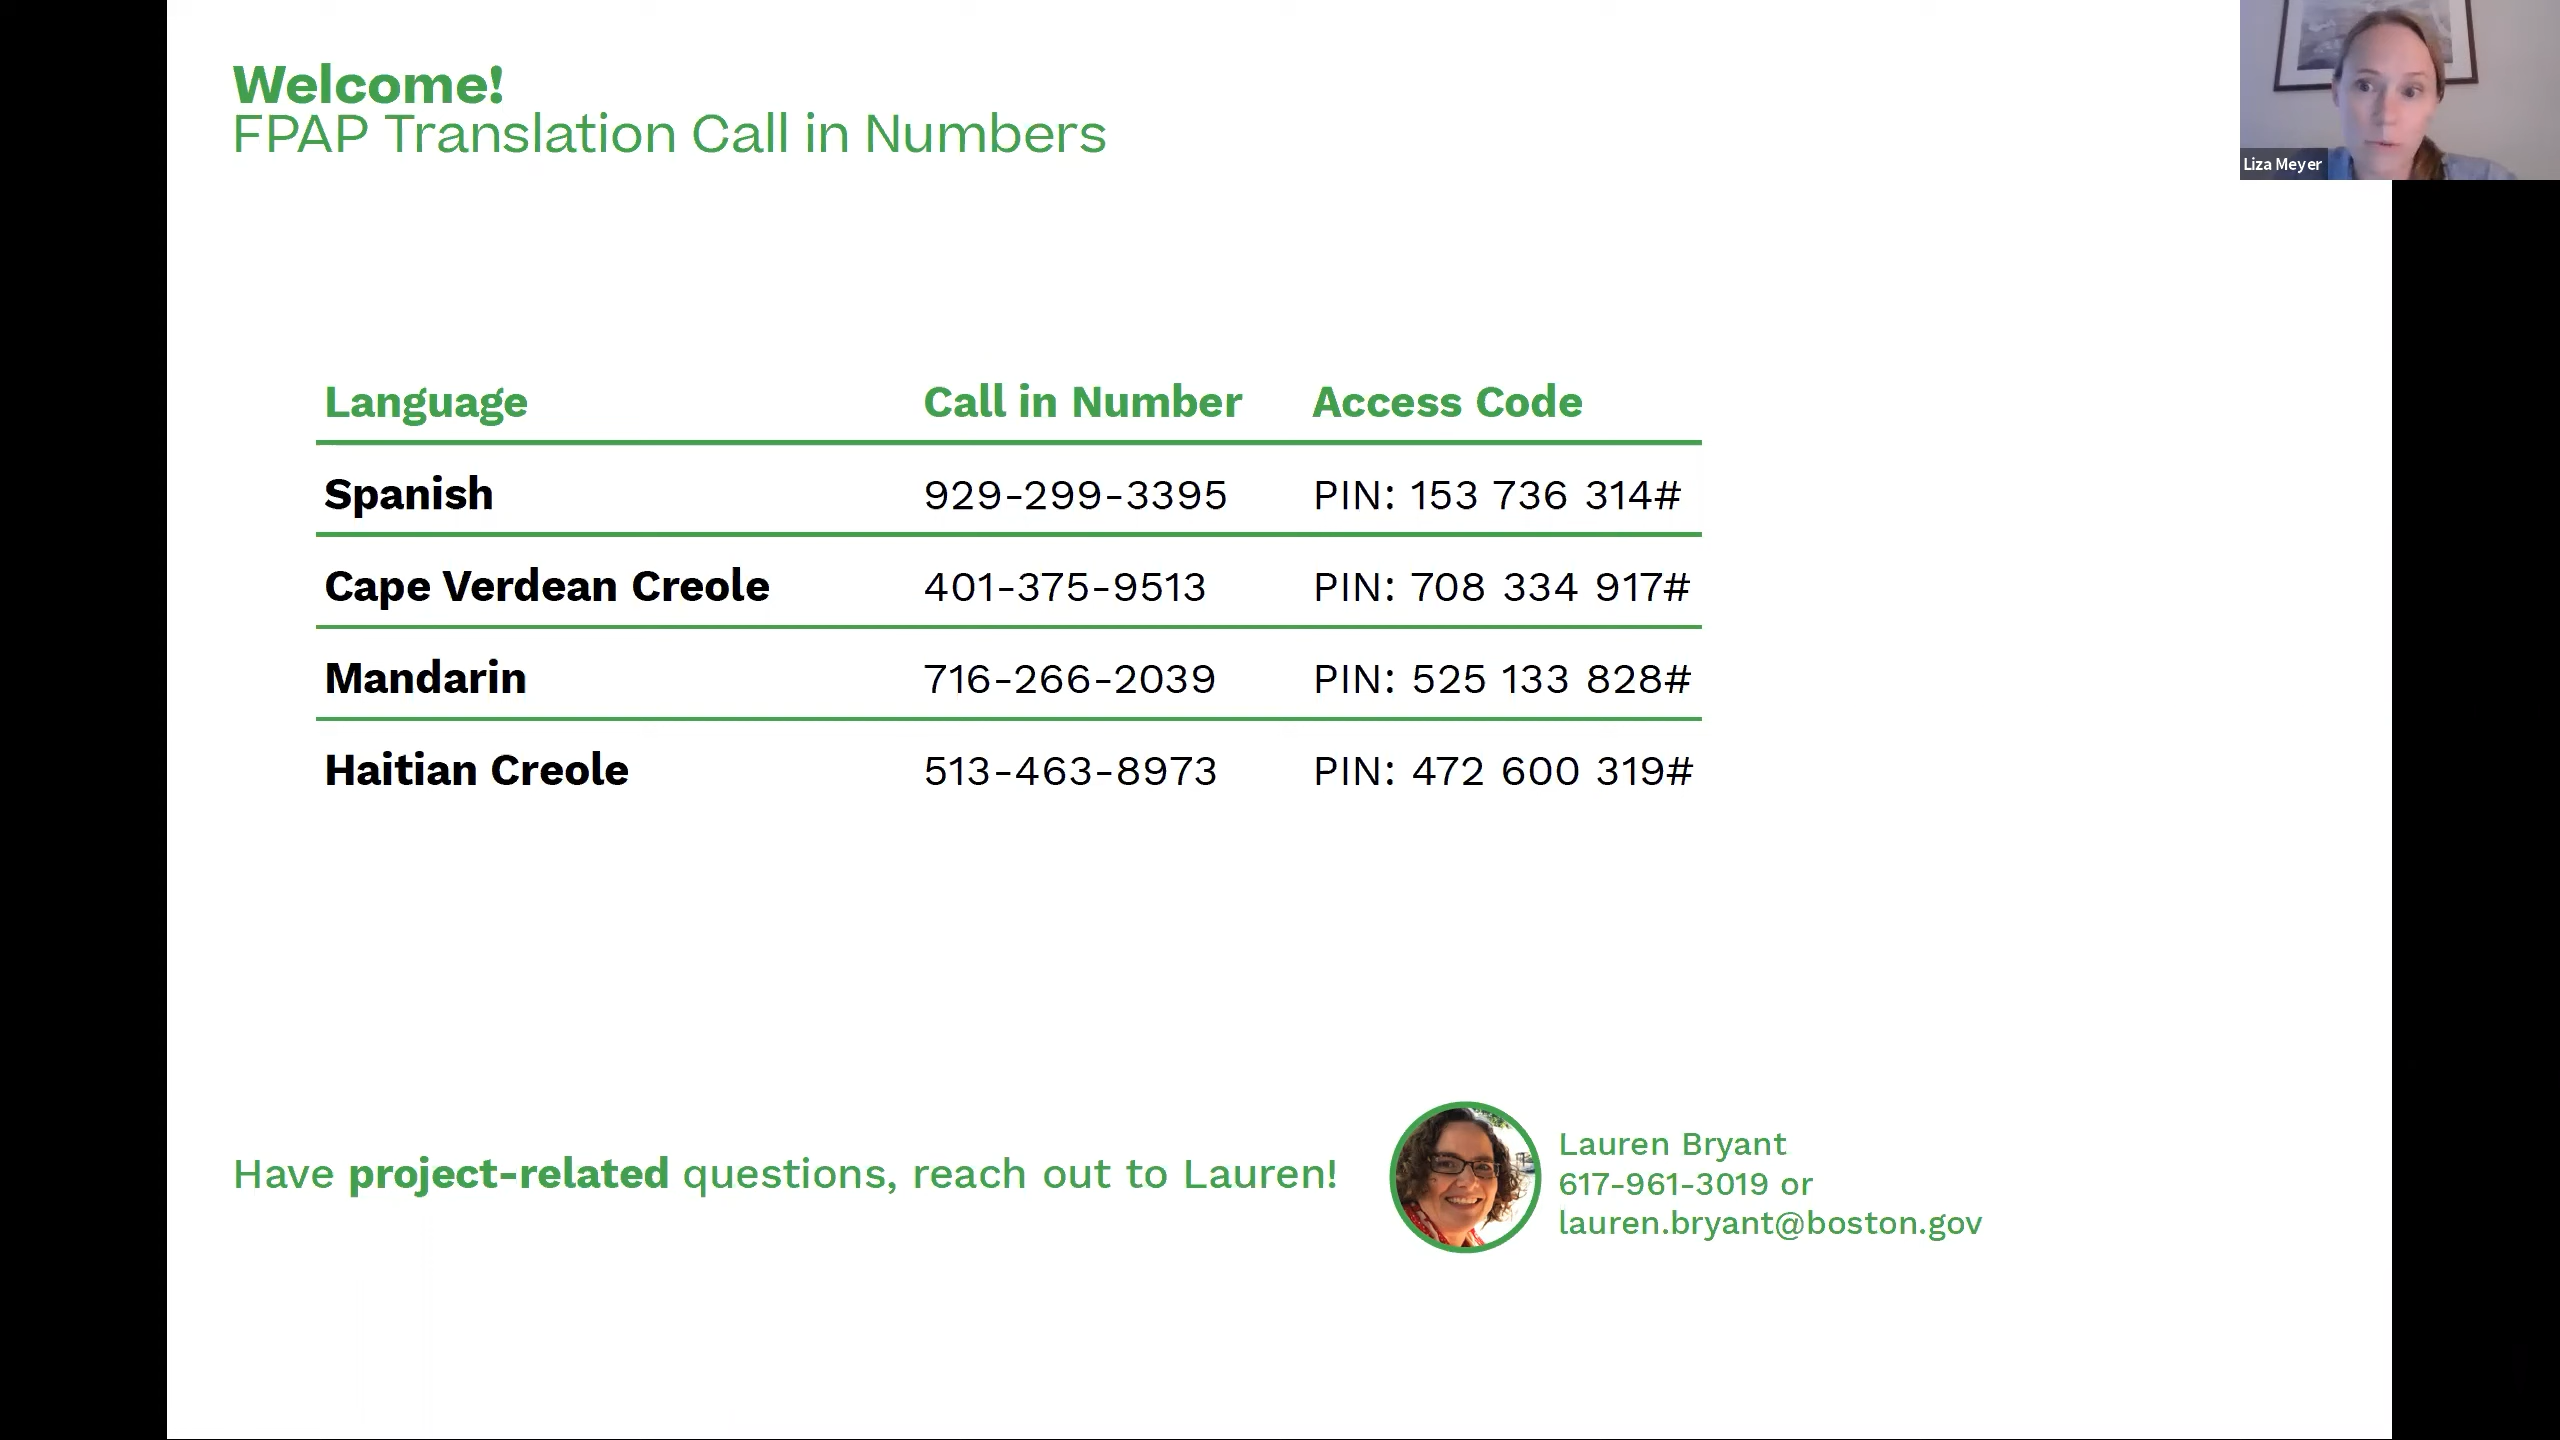 Welcome!
FPAP Translation Call in Numbers
Liza Meyer
Language Call in Number Access Code
Spanish 929-299-3395 PIN: 153 736 314#
Cape Verdean Creole 401-375-9513 PIN: 708 334 917#
Mandarin 716-266-2039 PIN: 525 133 828#
Haitian Creole 513-463-8973 PIN: 472 600 319#
Have project-related questions, reach out to Lauren!
Lauren Bryant
617-961-3019 or
lauren.bryant@boston.gov